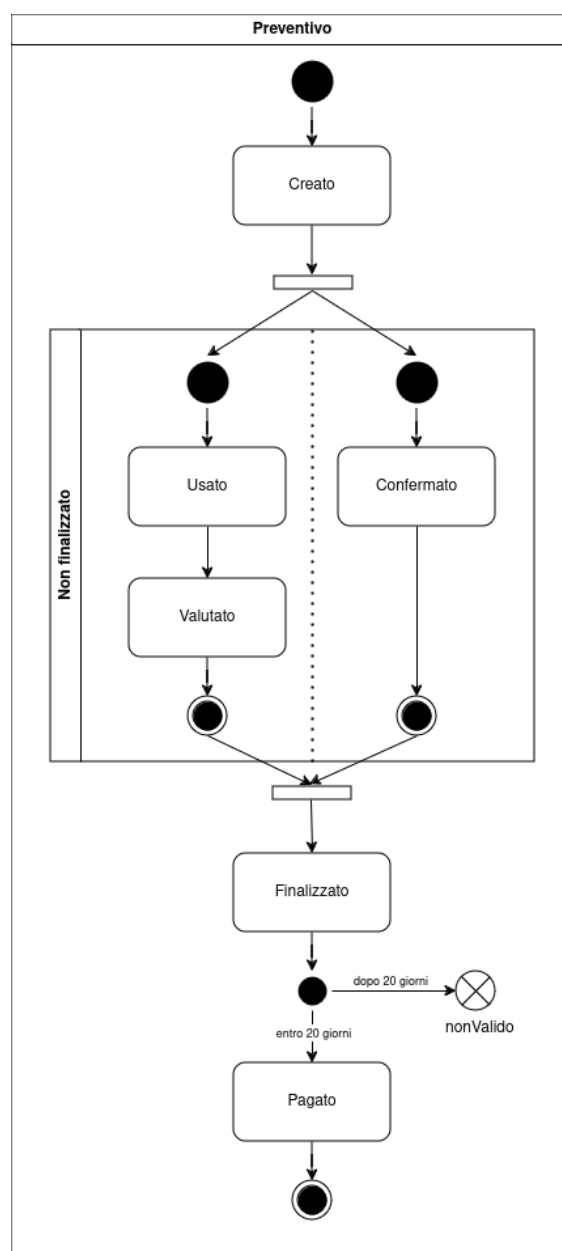 Preventivo
Creato
Non finalizzato
Usato
Confermato
Valutato
Finalizzato
dopo 20 giorni
nonValido
entro 20 giorni
Pagato